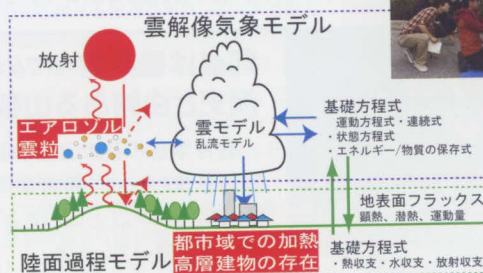 雲解像気象モデル
放射
エアロゾル
雲粒
雲モデル
乱流モデル
基礎方程式
運動方程式・連続式
・状態方程式
・エネルギー/物質の保存式
地表面フラックス
顕熱、潜熱、運動量
都市域での加熱
高層建物の存在
陸面過程モデル
基礎方程式
・熱収支・水収支・放射収支